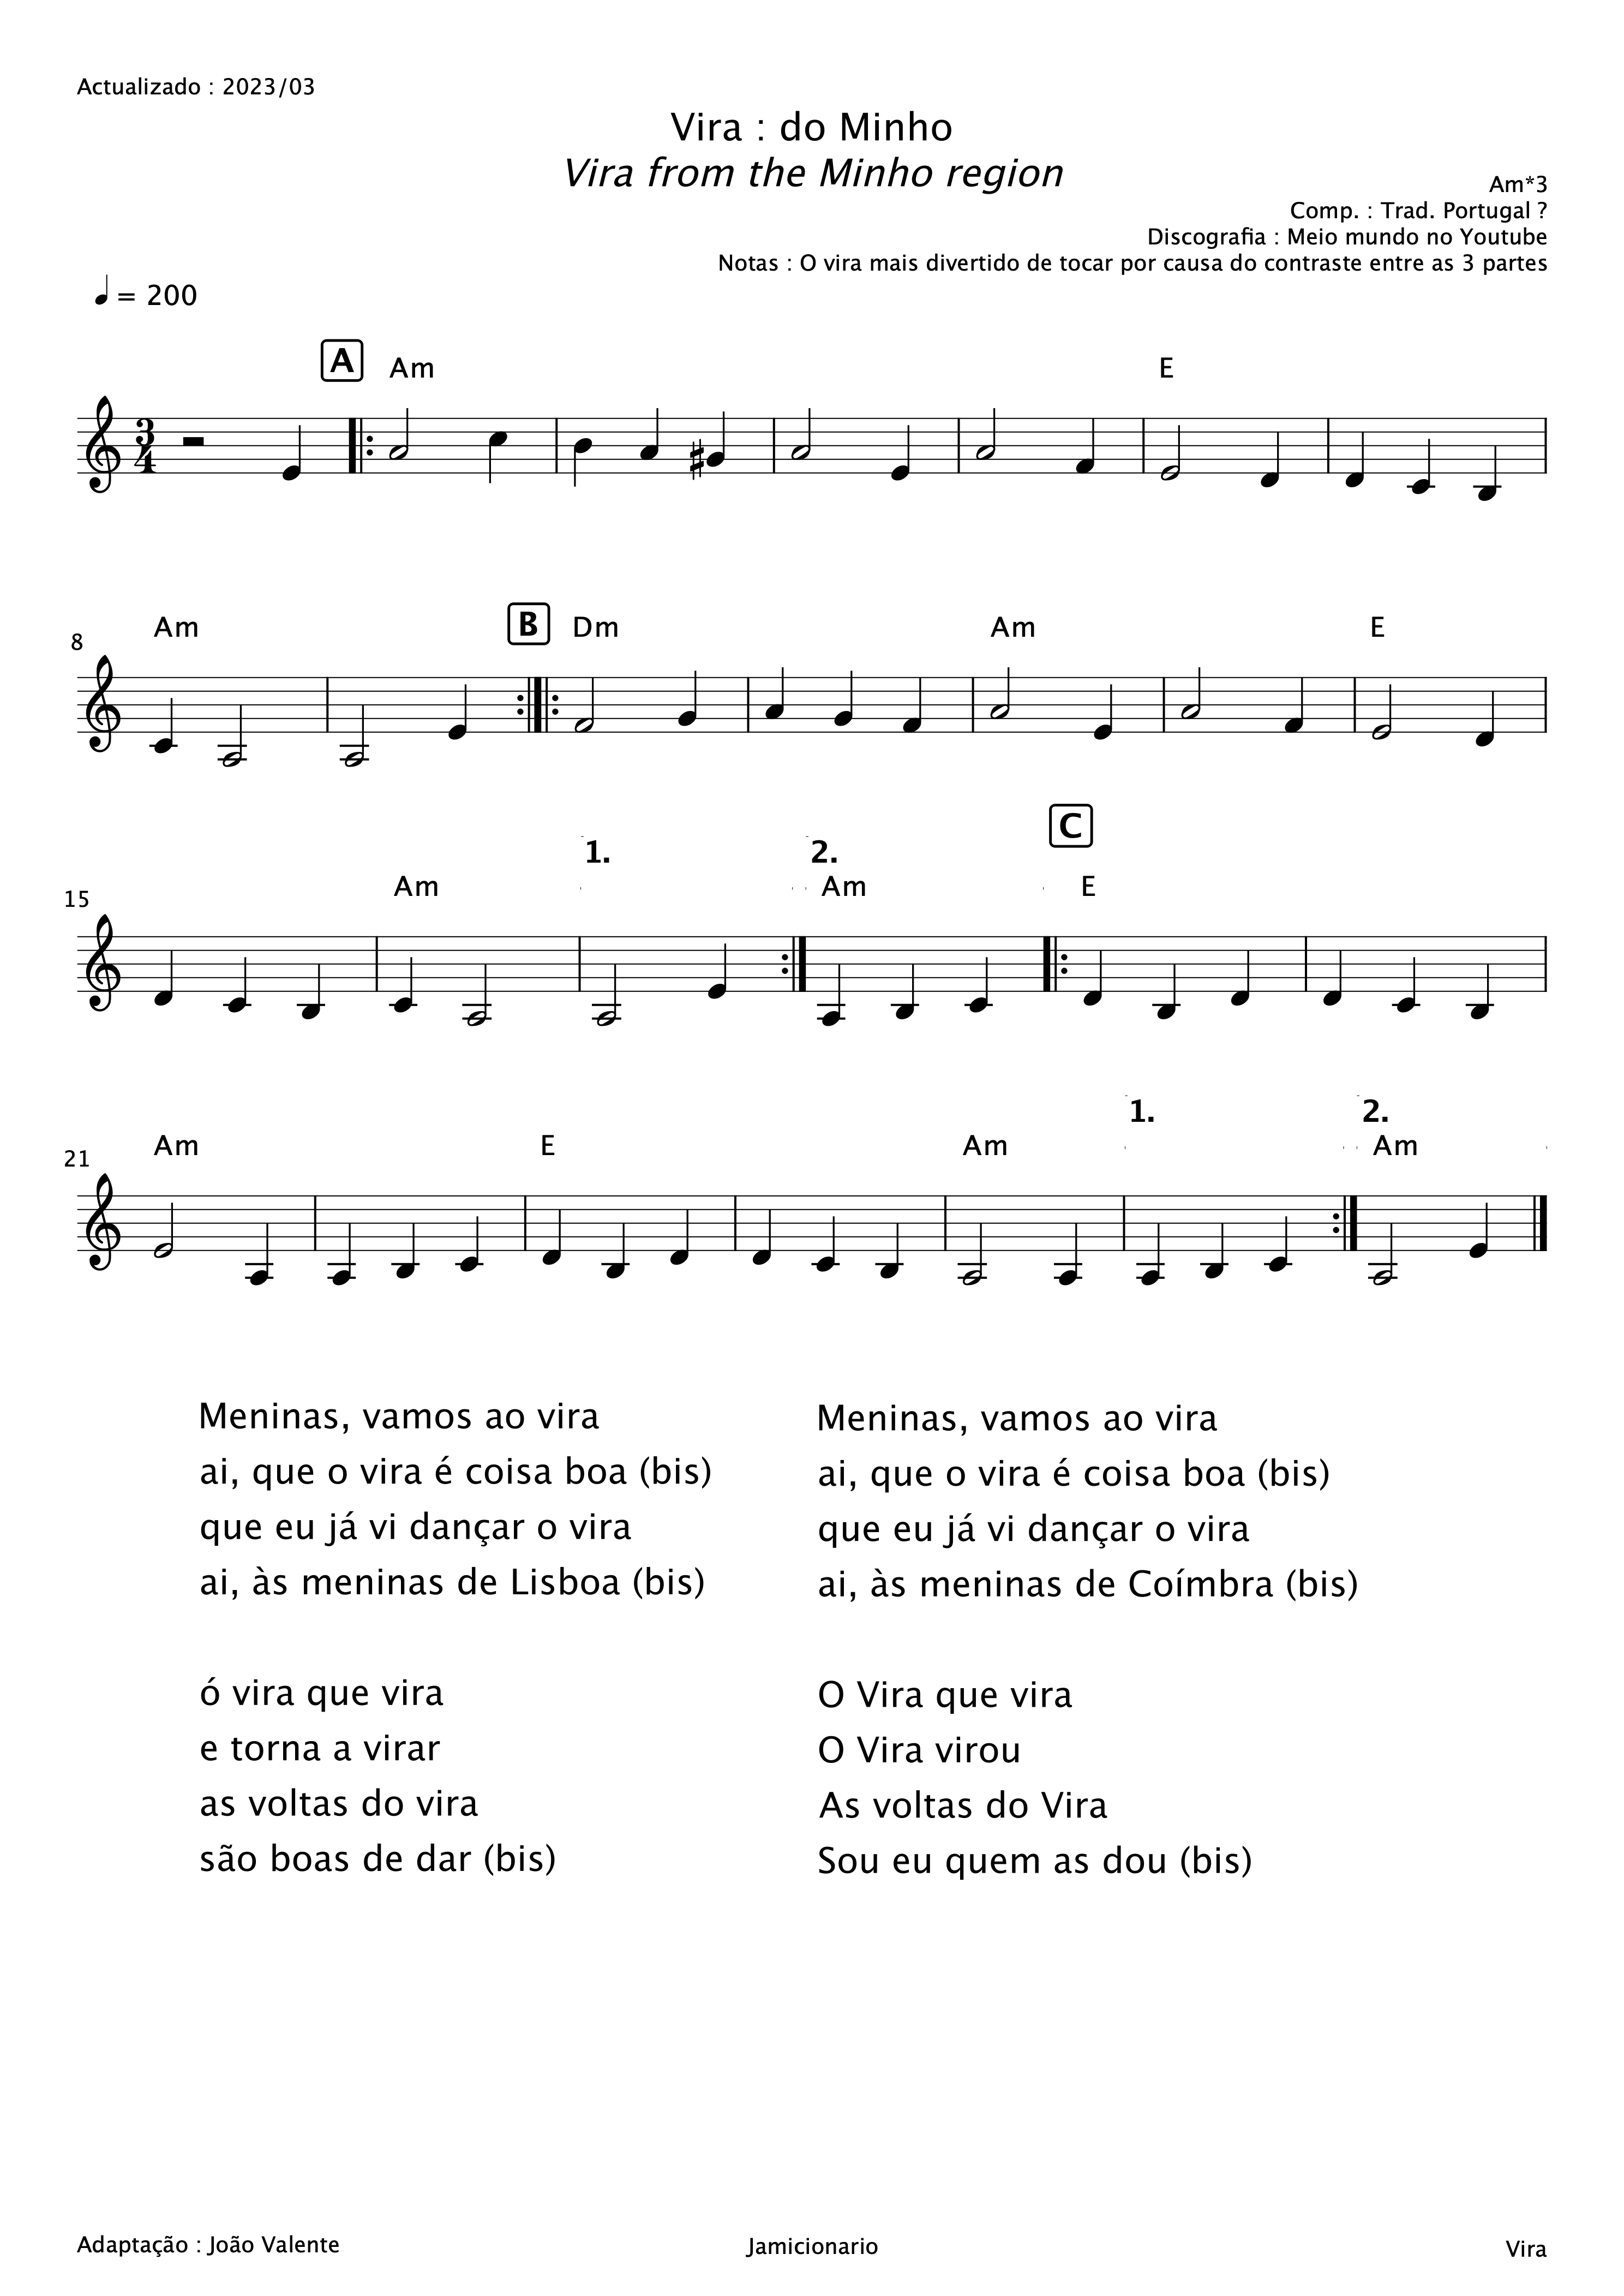 Actualizado : 2023/03
Vira : do Minho
Vira from the Minho region
Am*3
Comp. : Trad. Portugal ?
Discografia : Meio mundo no Youtube
Notas : O vira mais divertido de tocar por causa do contraste entre as 3 partes
= 200
A Am E
3
4
8 Am B Dm Am E
C
1. 2.
15 Am Am E
1. 2.
21 Am E Am Am
Meninas, vamos ao vira
ai, que o vira é coisa boa (bis)
que eu já vi dançar o vira
ai, às meninas de Lisboa (bis)
ó vira que vira
e torna a virar
as voltas do vira
são boas de dar (bis)
Meninas, vamos ao vira
ai, que o vira é coisa boa (bis)
que eu já vi dançar o vira
ai, às meninas de Coímbra (bis)
O Vira que vira
O Vira virou
As voltas do Vira
Sou eu quem as dou (bis)
Adaptação : João Valente
Jamicionario
Vira